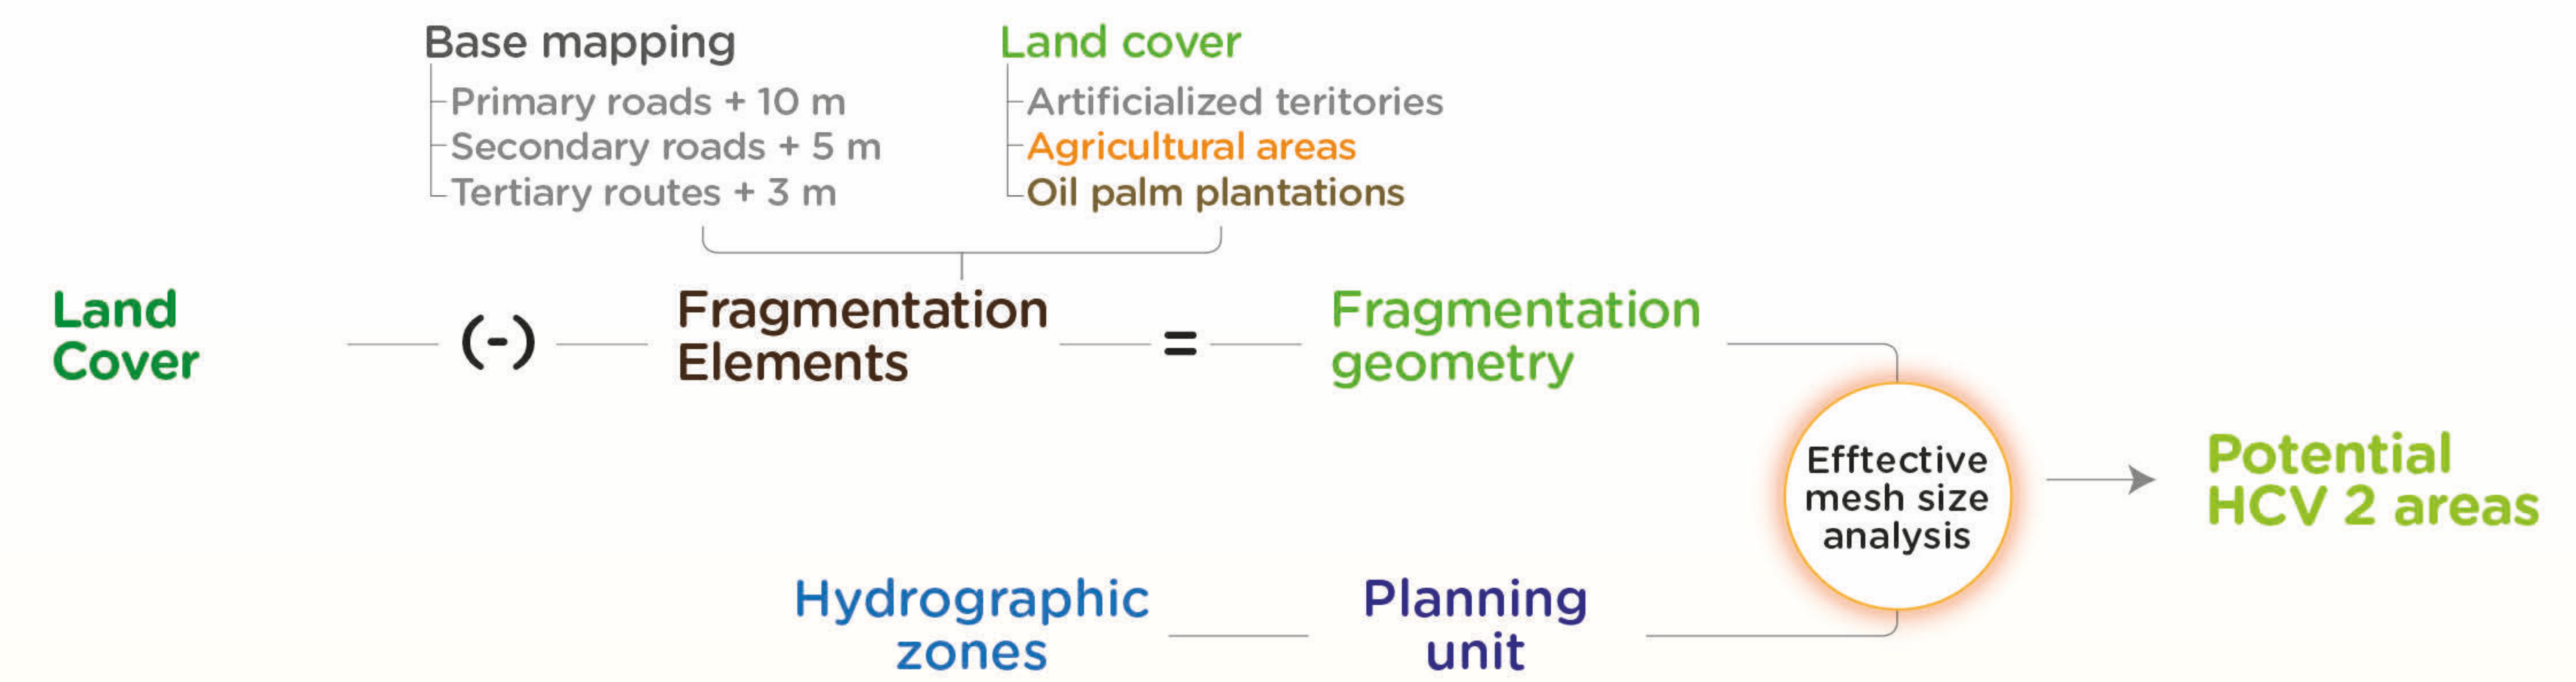 Base mapping
Primary roads + 10 m
Secondary roads + 5 m
Tertiary routes + 3 m
Land cover
Artificialized teritories
Agricultural areas
Oil palm plantations
Land
Cover
(-)
Fragmentation
Elements
=
Fragmentation
geometry
Efftective
mesh size
analysis
Potential
HCV 2 areas
Hydrographic
zones
Planning
unit